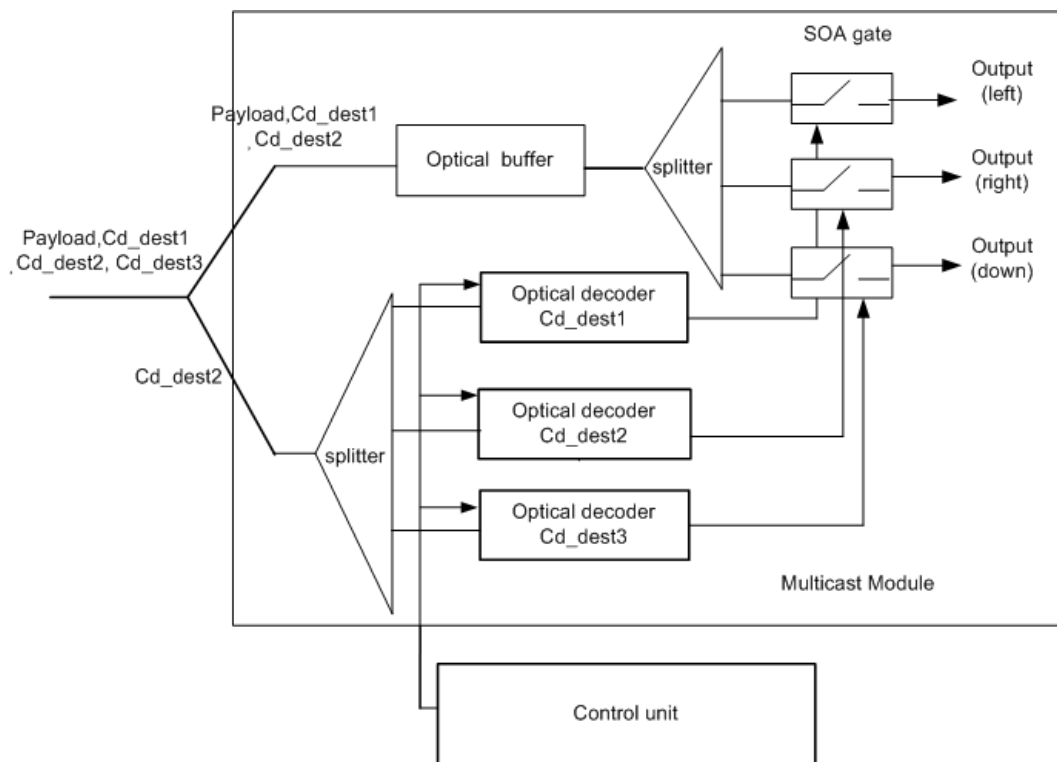 SOA gate
Output
(left)
Payload,Cd_dest1
,Cd_dest2
Optical buffer
splitter
Output
(right)
Payload,Cd_dest1
,Cd_dest2, Cd_dest3
Output
(down)
Optical decoder
Cd_dest1
Cd_dest2
Optical decoder
Cd_dest2
splitter
Optical decoder
Cd_dest3
Multicast Module
Control unit